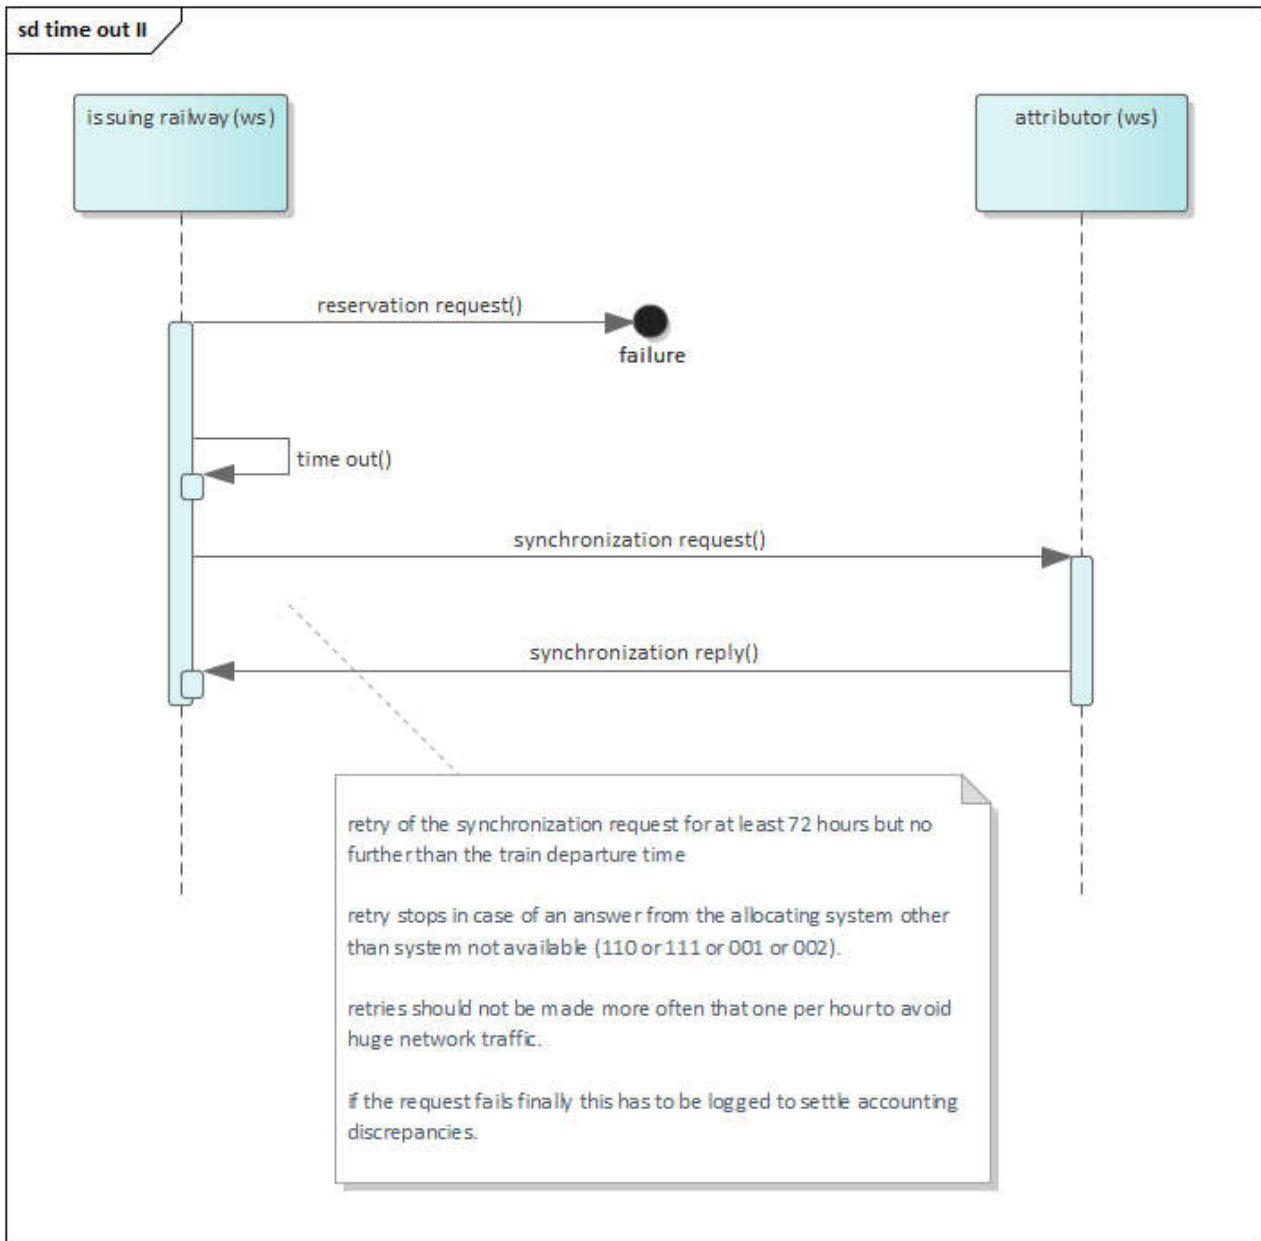 sd time out II
issuing railway (ws)
attributor (ws)
reservation request()
failure
time out()
synchronization request()
synchronization reply()
retry of the synchronization request for at least 72 hours but no
further than the train departure time
retry stops in case of an answer from the allocating system other
than system not available (110 or 111 or 001 or 002).
retries should not be made more often that one per hour to avoid
huge network traffic.
if the request fails finally this has to be logged to settle accounting
discrepancies.